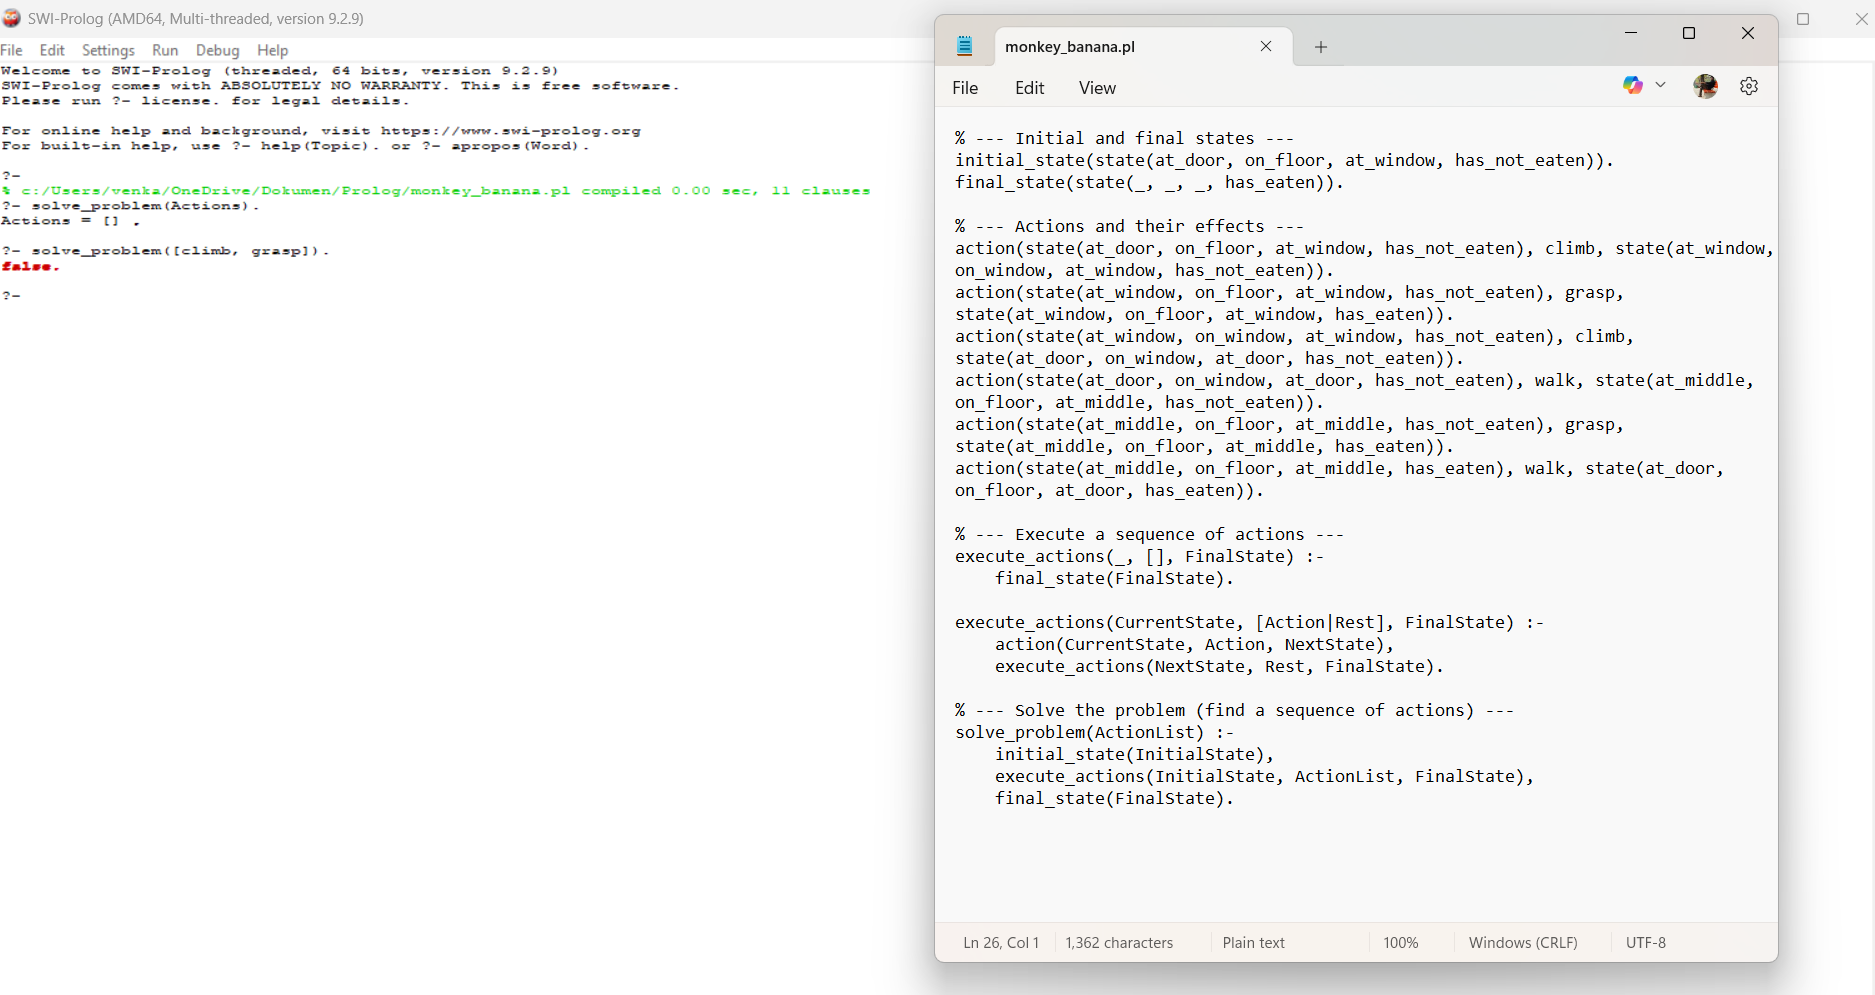 SWI-Prolog (AMD64, Multi-threaded, version 9.2.9)
File Edit Settings Run Debug Help
Welcome to SWI-Prolog (threaded, 64 bits, version 9.2.9)
SWI-Prolog comes with ABSOLUTELY NO WARRANTY. This is free software.
Please run ?- license. for legal details.
For online help and background, visit https://www.swi-prolog.org
For built-in help, use ?- help(Topic). or ?- apropos(Word).
?-
% c:/Users/venka/OneDrive/Dokumen/Prolog/monkey_banana.pl compiled 0.00 sec, 11 clauses
?- solve_problem(Actions).
Actions = [] .
?- solve_problem([climb, grasp]).
false.
?-
monkey_banana.pl
File Edit View
% --- Initial and final states ---
initial_state(state(at_door, on_floor, at_window, has_not_eaten)).
final_state(state(_, _, _, has_eaten)).
% --- Actions and their effects ---
action(state(at_door, on_floor, at_window, has_not_eaten), climb, state(at_window,
on_window, at_window, has_not_eaten)).
action(state(at_window, on_floor, at_window, has_not_eaten), grasp,
state(at_window, on_floor, at_window, has_eaten)).
action(state(at_window, on_window, at_window, has_not_eaten), climb,
state(at_door, on_window, at_door, has_not_eaten)).
action(state(at_door, on_window, at_door, has_not_eaten), walk, state(at_middle,
on_floor, at_middle, has_not_eaten)).
action(state(at_middle, on_floor, at_middle, has_not_eaten), grasp,
state(at_middle, on_floor, at_middle, has_eaten)).
action(state(at_middle, on_floor, at_middle, has_eaten), walk, state(at_door,
on_floor, at_door, has_eaten)).
% --- Execute a sequence of actions ---
execute_actions(_, [], FinalState) :-
final_state(FinalState).
execute_actions(CurrentState, [Action|Rest], FinalState) :-
action(CurrentState, Action, NextState),
execute_actions(NextState, Rest, FinalState).
% --- Solve the problem (find a sequence of actions) ---
solve_problem(ActionList) :-
initial_state(InitialState),
execute_actions(InitialState, ActionList, FinalState),
final_state(FinalState).
Ln 26, Col 1 1,362 characters Plain text 100% Windows (CRLF) UTF-8